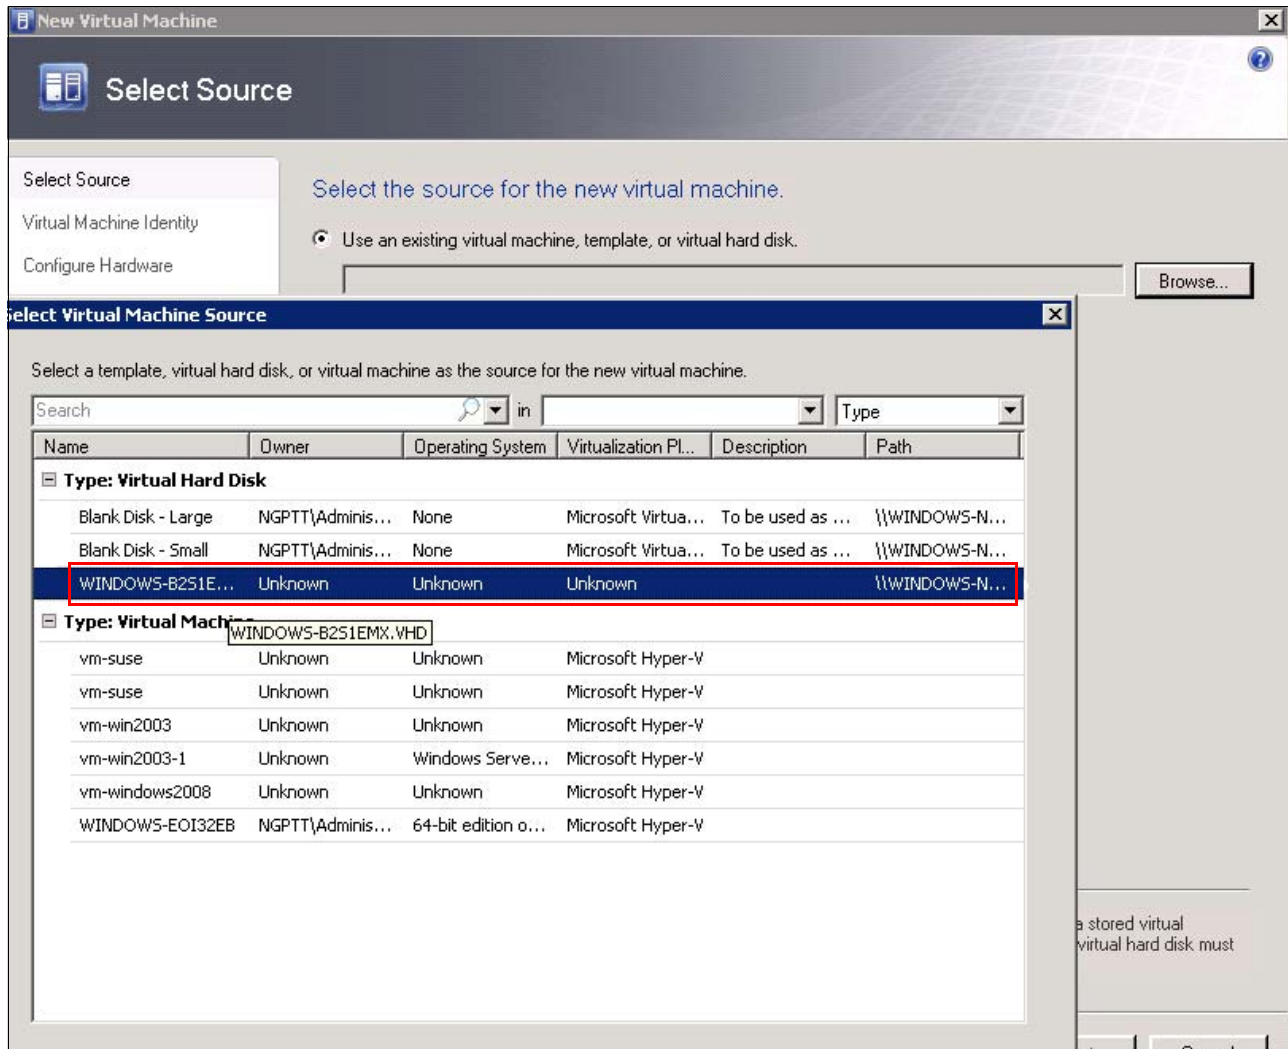 New Virtual Machine
Select Source
Select Source
Virtual Machine Identity
Configure Hardware
Select the source for the new virtual machine.
Use an existing virtual machine, template, or virtual hard disk.
Browse...
elect Virtual Machine Source
Select a template, virtual hard disk, or virtual machine as the source for the new virtual machine.
Search in Type
Name Owner Operating System Virtualization Pl... Description Path
Type: Virtual Hard Disk
Blank Disk - Large NGPTT\Adminis... None Microsoft Virtua... To be used as ... \\WINDOWS-N...
Blank Disk - Small NGPTT\Adminis... None Microsoft Virtua... To be used as ... \\WINDOWS-N...
WINDOWS-B2S1E... Unknown Unknown Unknown \\WINDOWS-N...
Type: Virtual Machine
WINDOWS-B2S1EMX.VHD
vm-suse Unknown Unknown Microsoft Hyper-V
vm-suse Unknown Unknown Microsoft Hyper-V
vm-win2003 Unknown Unknown Microsoft Hyper-V
vm-win2003-1 Unknown Windows Serve... Microsoft Hyper-V
vm-windows2008 Unknown Unknown Microsoft Hyper-V
WINDOWS-EOI32EB NGPTT\Adminis... 64-bit edition o... Microsoft Hyper-V
a stored virtual
virtual hard disk must